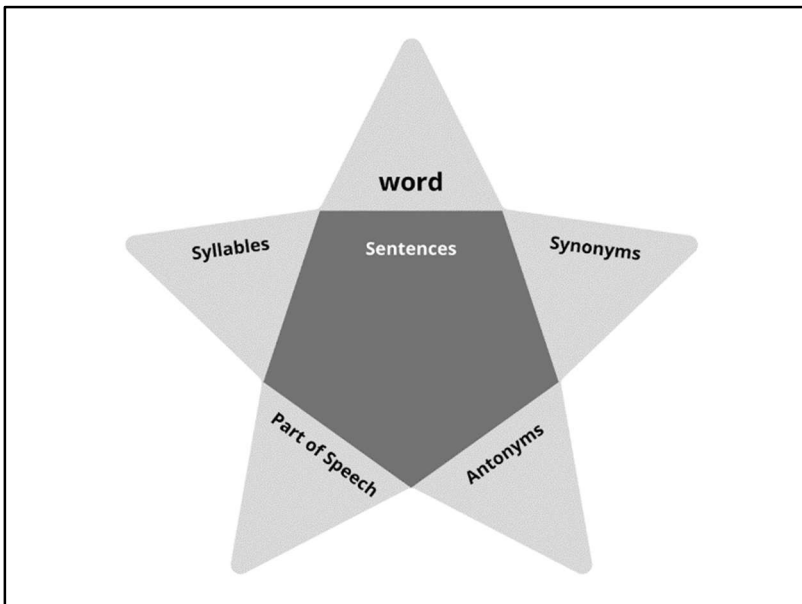 word
Syllables
Sentences
Synonyms
Part of Speech
Antonyms